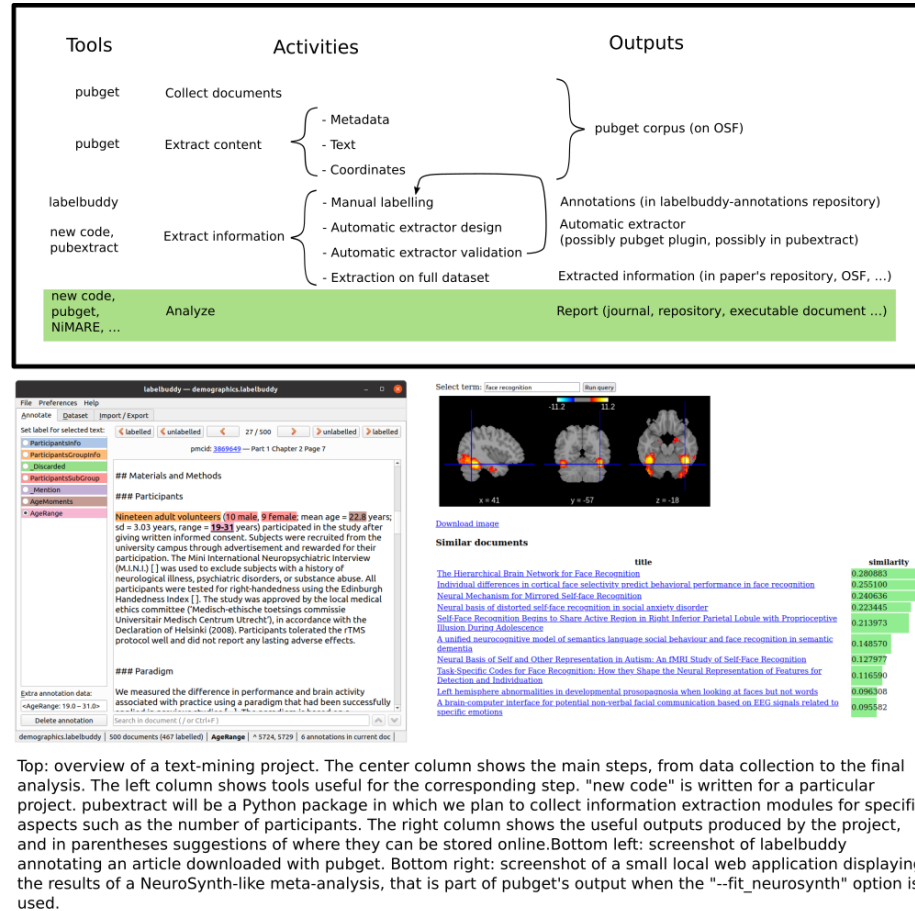 Tools
Activities
Outputs
pubget
Collect documents
pubget
Extract content
- Metadata
- Text
- Coordinates
pubget corpus (on OSF)
labelbuddy
new code,
pubextract
Extract information
- Manual labelling
- Automatic extractor design
- Automatic extractor validation
- Extraction on full dataset
Annotations (in labelbuddy-annotations repository)
Automatic extractor
(possibly pubget plugin, possibly in pubextract)
Extracted information (in paper's repository, OSF, ...)
new code,
pubget,
NiMARE, ...
Analyze
Report (journal, repository, executable document ...)
labelbuddy — demographics.labelbuddy
File Preferences Help
Annotate Dataset Import / Export
Set label for selected text:
ParticipantsInfo
ParticipantsGroupInfo
_Discarded
ParticipantsSubGroup
_Mention
AgeMoments
AgeRange
Extra annotation data:
<AgeRange: 19.0 – 31.0>
Delete annotation
labelled unlabelled 27 / 500 unlabelled labelled
pmcid: 3869649 — Part 1 Chapter 2 Page 7
## Materials and Methods
### Participants
Nineteen adult volunteers (10 male, 9 female; mean age = 22.8 years;
sd = 3.03 years, range = 19-31 years) participated in the study after
giving written informed consent. Subjects were recruited from the
university campus through advertisement and rewarded for their
participation. The Mini International Neuropsychiatric Interview
(M.I.N.I.) [ ] was used to exclude subjects with a history of
neurological illness, psychiatric disorders, or substance abuse. All
participants were tested for right-handedness using the Edinburgh
Handedness Index [ ]. The study was approved by the local medical
ethics committee ('Medisch-ethische toetsings commissie
Universitair Medisch Centrum Utrecht'), in accordance with the
Declaration of Helsinki (2008). Participants tolerated the rTMS
protocol well and did not report any lasting adverse effects.
### Paradigm
We measured the difference in performance and brain activity
associated with practice using a paradigm that had been successfully
Search in document ( / or Ctrl+F )
demographics.labelbuddy 500 documents (467 labelled) AgeRange ^ 5724, 5729 6 annotations in current doc
Select term: face recognition Run query
-11.2 11.2
x = 41 y = -57 z = -18
Download image
Similar documents
title similarity
The Hierarchical Brain Network for Face Recognition 0.280883
Individual differences in cortical face selectivity predict behavioral performance in face recognition 0.255100
Neural Mechanism for Mirrored Self-face Recognition 0.240636
Neural basis of distorted self-face recognition in social anxiety disorder 0.223445
Self-Face Recognition Begins to Share Active Region in Right Inferior Parietal Lobule with Proprioceptive
Illusion During Adolescence 0.213973
A unified neurocognitive model of semantics language social behaviour and face recognition in semantic
dementia 0.148570
Neural Basis of Self and Other Representation in Autism: An fMRI Study of Self-Face Recognition 0.127977
Task-Specific Codes for Face Recognition: How they Shape the Neural Representation of Features for
Detection and Individuation 0.116590
Left hemisphere abnormalities in developmental prosopagnosia when looking at faces but not words 0.096308
A brain-computer interface for potential non-verbal facial communication based on EEG signals related to
specific emotions 0.095582
Top: overview of a text-mining project. The center column shows the main steps, from data collection to the final
analysis. The left column shows tools useful for the corresponding step. "new code" is written for a particular
project. pubextract will be a Python package in which we plan to collect information extraction modules for specifi
aspects such as the number of participants. The right column shows the useful outputs produced by the project,
and in parentheses suggestions of where they can be stored online.Bottom left: screenshot of labelbuddy
annotating an article downloaded with pubget. Bottom right: screenshot of a small local web application displaying
the results of a NeuroSynth-like meta-analysis, that is part of pubget's output when the "--fit_neurosynth" option is
used.